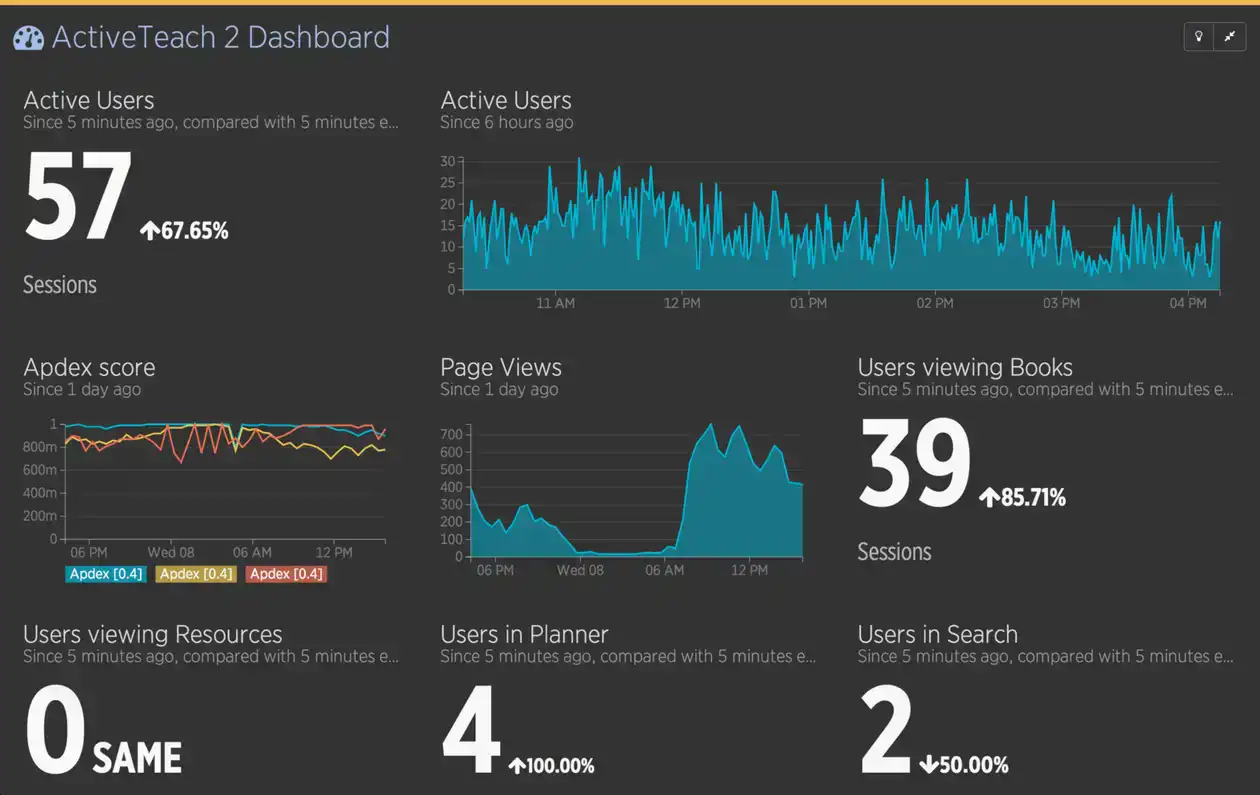 ActiveTeach 2 Dashboard
Active Users
Since 5 minutes ago, compared with 5 minutes e...
57
67.65%
Sessions
Active Users
Since 6 hours ago
30
25
20
15
10
5
0
11 AM 12 PM 01 PM 02 PM 03 PM 04 PM
Apdex score
Since 1 day ago
1
800m
600m
400m
200m
0
06 PM Wed 08 06 AM 12 PM
Apdex [0.4] Apdex [0.4] Apdex [0.4]
Page Views
Since 1 day ago
700
600
500
400
300
200
100
0
06 PM Wed 08 06 AM 12 PM
Users viewing Books
Since 5 minutes ago, compared with 5 minutes e...
39
85.71%
Sessions
Users viewing Resources
Since 5 minutes ago, compared with 5 minutes e...
0 SAME
Users in Planner
Since 5 minutes ago, compared with 5 minutes e...
4
100.00%
Users in Search
Since 5 minutes ago, compared with 5 minutes e...
2
50.00%